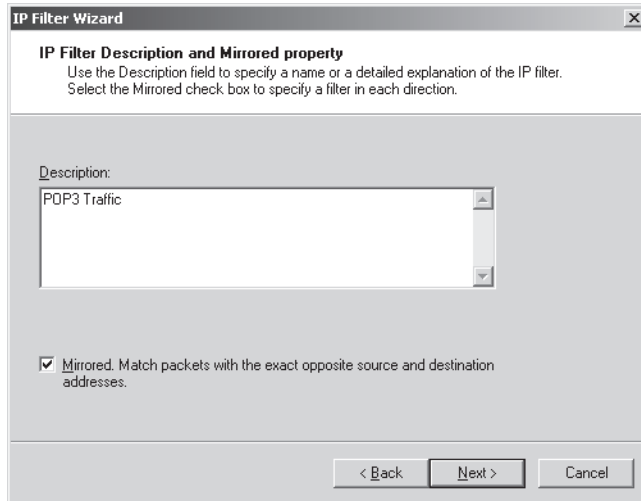 IP Filter Wizard
IP Filter Description and Mirrored property
Use the Description field to specify a name or a detailed explanation of the IP filter.
Select the Mirrored check box to specify a filter in each direction.
Description:
POP3 Traffic
Mirrored. Match packets with the exact opposite source and destination
addresses.
< Back Next > Cancel